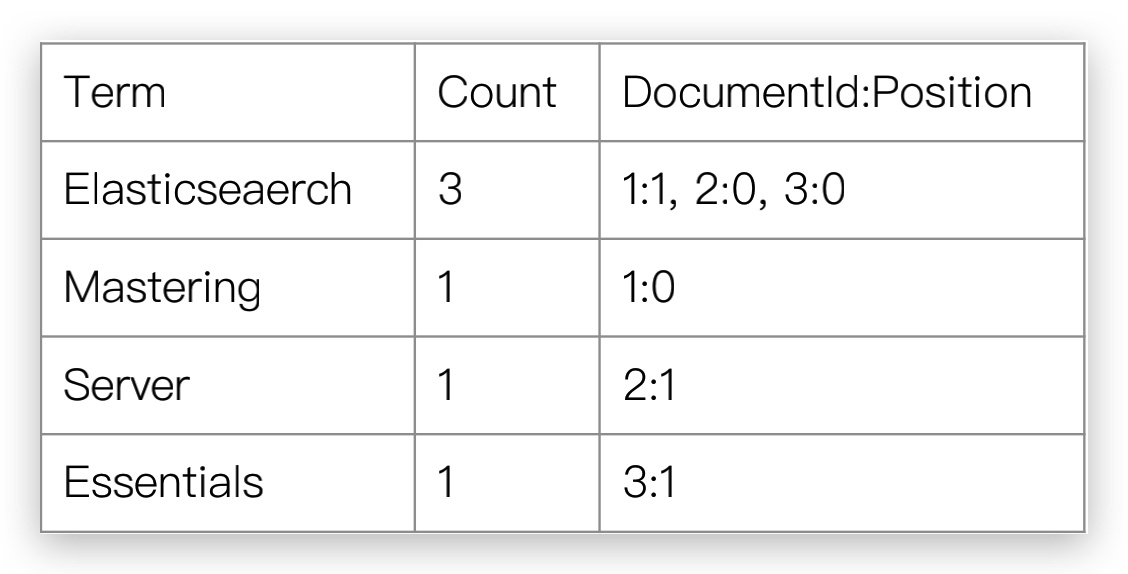 Term Count DocumentId:Position
Elasticseaerch 3 1:1, 2:0, 3:0
Mastering 1 1:0
Server 1 2:1
Essentials 1 3:1